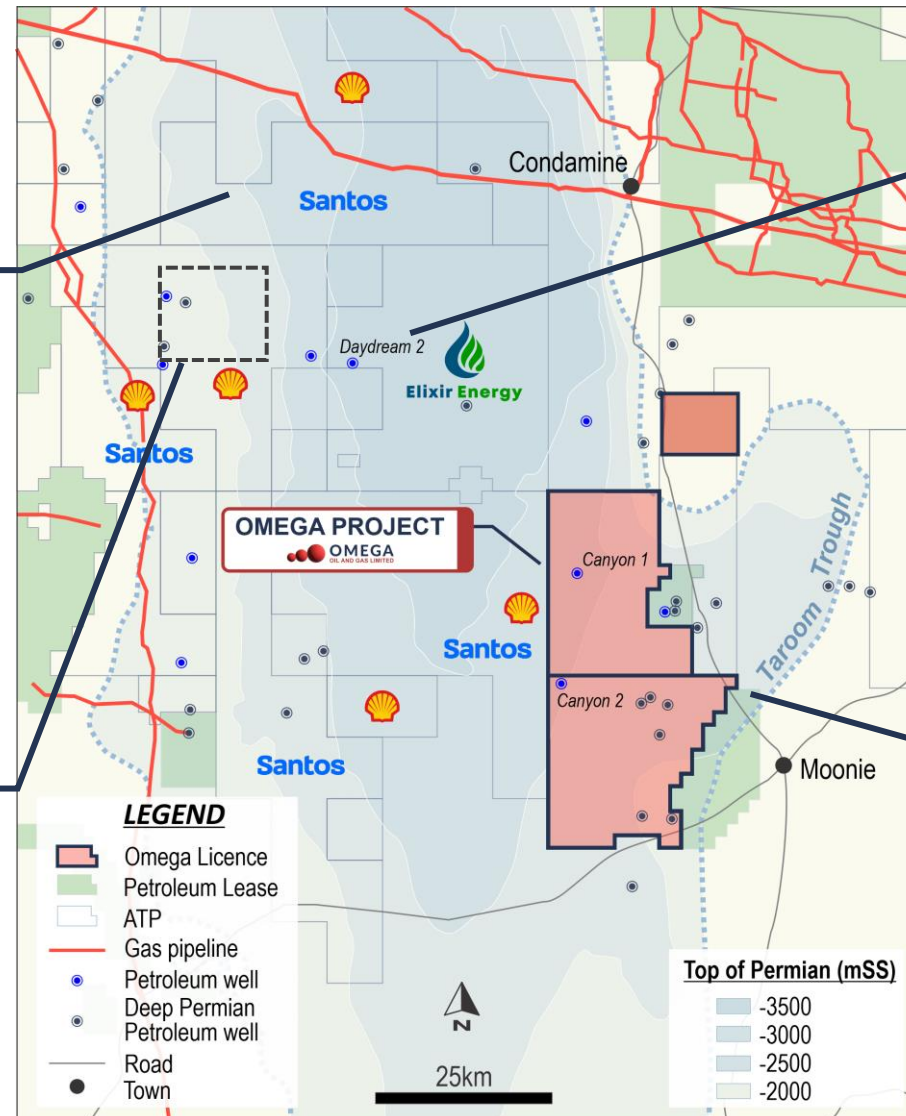 Condamine
Santos
Daydream 2
Elixir Energy
Santos
OMEGA PROJECT
OMEGA
OIL AND GAS LIMITED
Canyon 1
Taroom Trough
Santos
Canyon 2
Santos
Moonie
LEGEND
Omega Licence
Petroleum Lease
ATP
Gas pipeline
Petroleum well
Deep Permian
Petroleum well
Road
Town
N
25km
Top of Permian (mSS)
-3500
-3000
-2500
-2000